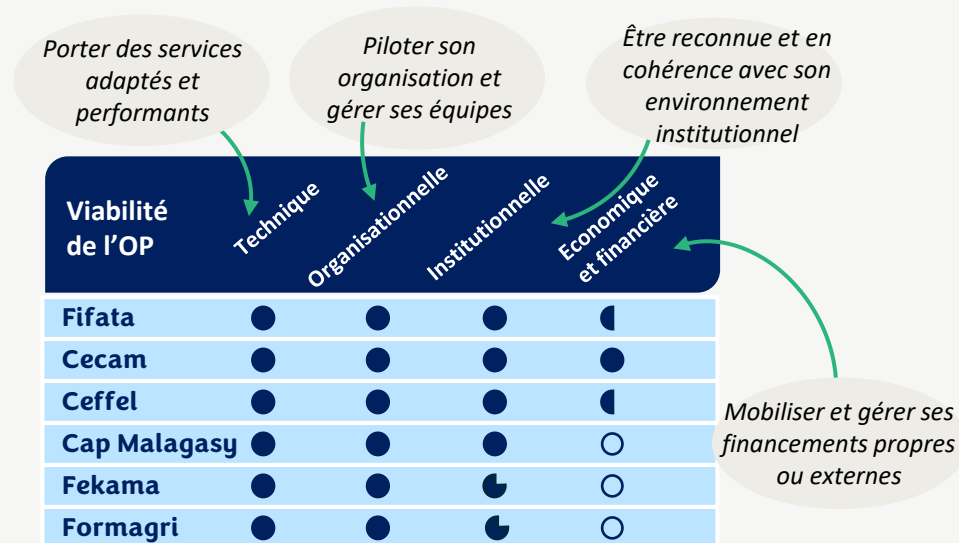 Porter des services
adaptés et
performants
Piloter son
organisation et
gérer ses équipes
Être reconnue et en
cohérence avec son
environnement
institutionnel
Viabilité
de l'OP
Technique
Organisationnelle
Institutionnelle
Economique
et financière
Fifata
Cecam
Ceffel
Cap Malagasy
Fekama
Formagri
Mobiliser et gérer ses
financements propres
ou externes